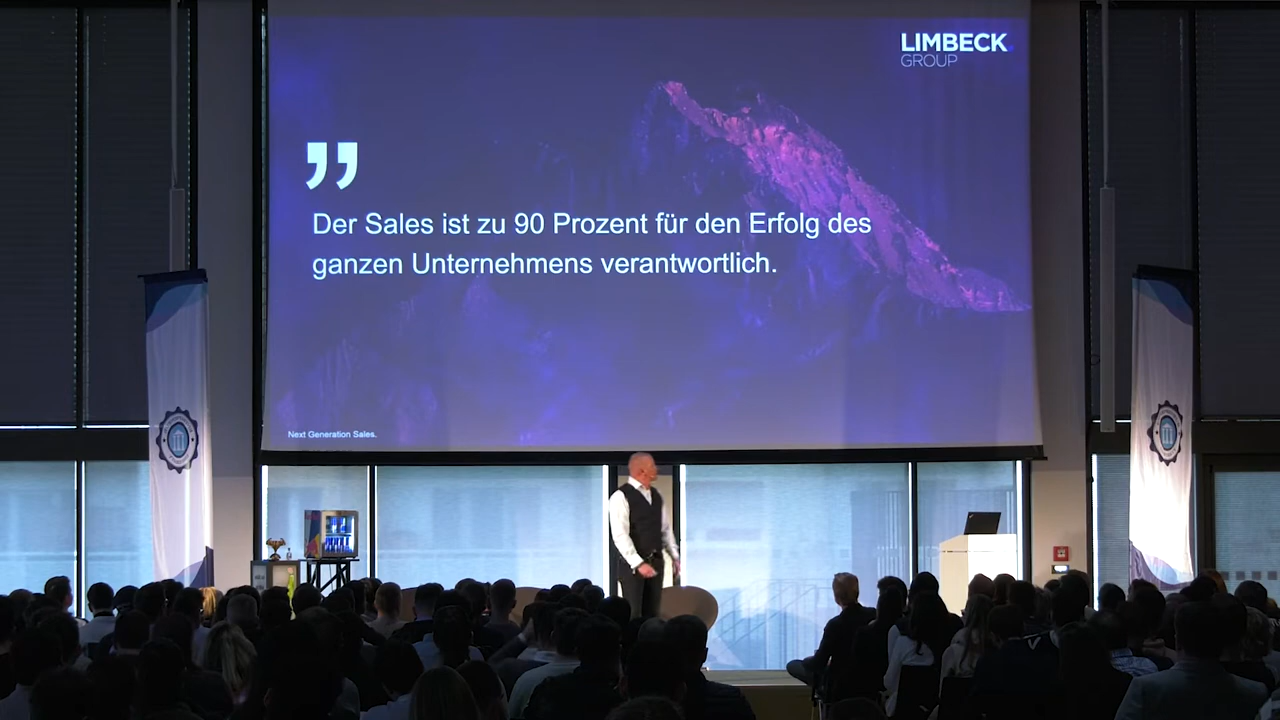 LIMBECK
GROUP
”
Der Sales ist zu 90 Prozent für den Erfolg des
ganzen Unternehmens verantwortlich.
Next Generation Sales.